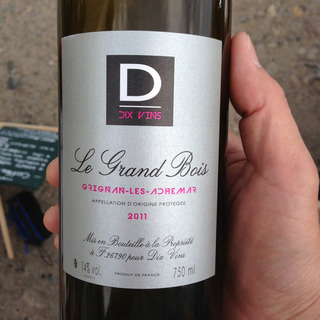 D
DIX VINS
Le Grand Bois
GRIGNAN-LES-ADHEMAR
APPELLATION D'ORIGINE PROTÉGÉE
2011
Mis en Bouteille à la Propriété
à F 26790 pour Dix Vins
14% vol.
PRODUIT DE FRANCE
750 ml